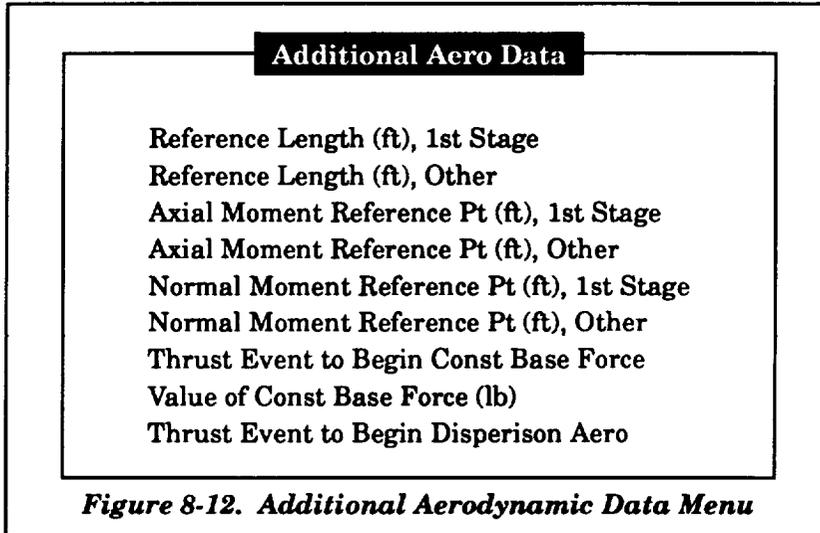 Additional Aero Data
Reference Length (ft), 1st Stage
Reference Length (ft), Other
Axial Moment Reference Pt (ft), 1st Stage
Axial Moment Reference Pt (ft), Other
Normal Moment Reference Pt (ft), 1st Stage
Normal Moment Reference Pt (ft), Other
Thrust Event to Begin Const Base Force
Value of Const Base Force (lb)
Thrust Event to Begin Disperison Aero
Figure 8-12. Additional Aerodynamic Data Menu